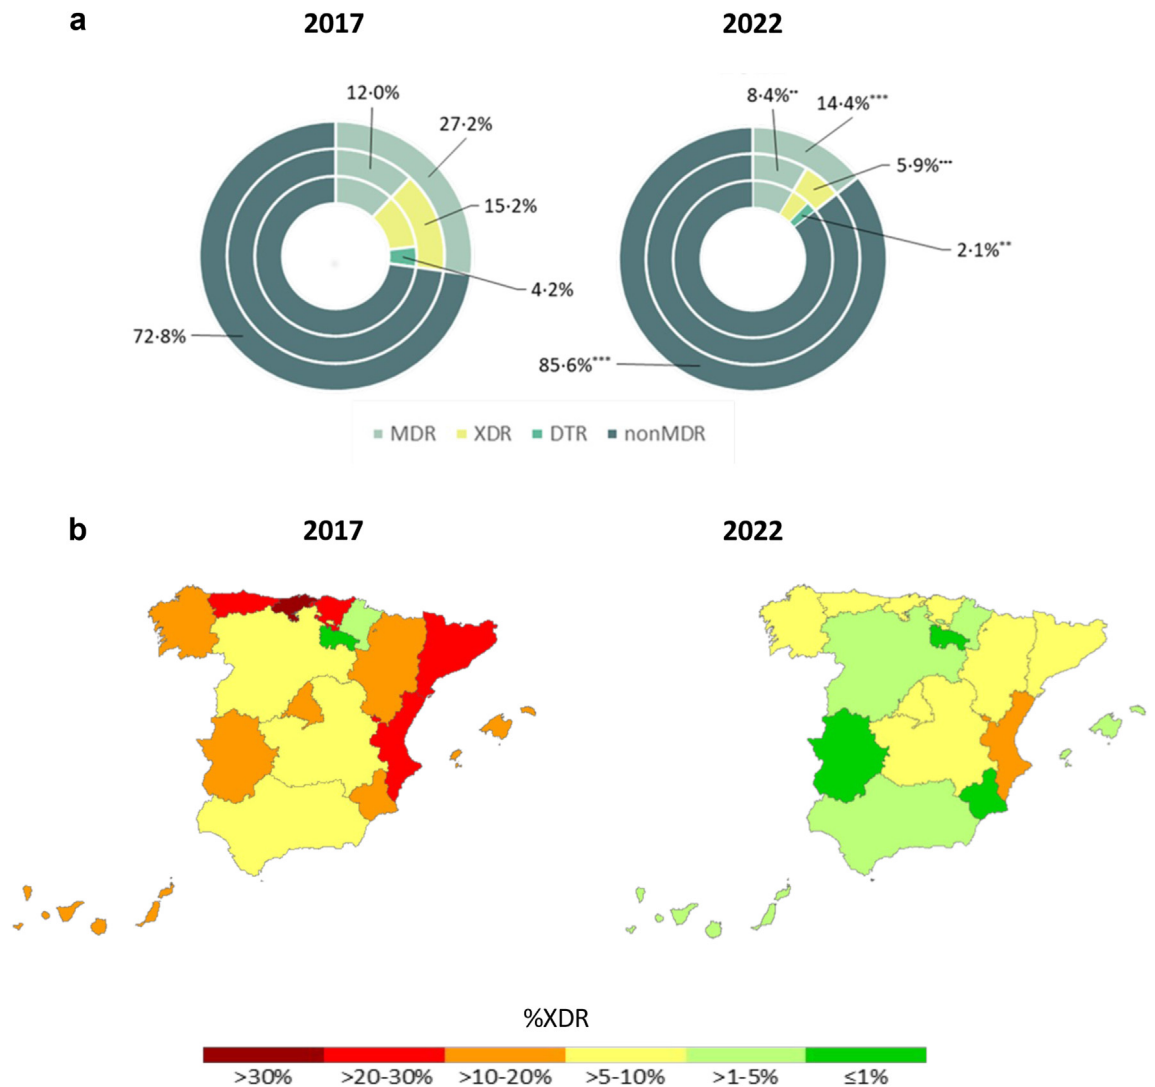 a
2017
2022
12·0%
27·2%
15·2%
4·2%
72·8%
8·4%**
14·4%***
5·9%***
2·1%**
85·6%***
MDR XDR DTR nonMDR
b
2017
2022
%XDR
>30% >20-30% >10-20% >5-10% >1-5% ≤1%